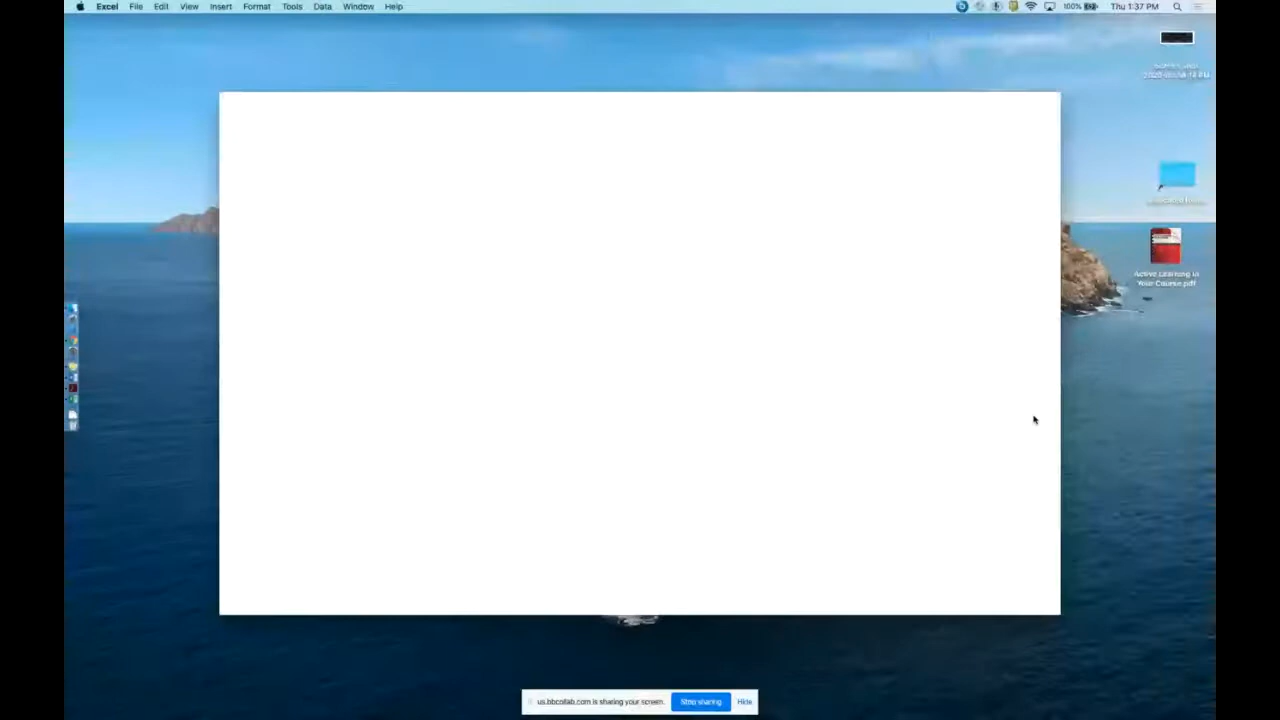 Excel File Edit View Insert Format Tools Data Window Help 100% Thu 1:37 PM
Active Learning in
Your Course.pdf
us.bbcollab.com is sharing your screen. Stop sharing Hide